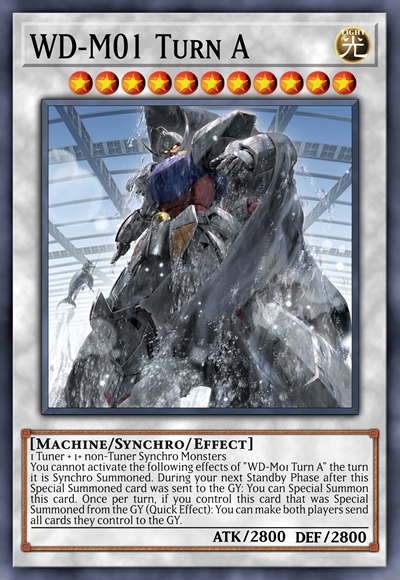 WD-M01 Turn A
LIGHT
光
[Machine/Synchro/Effect]
1 Tuner + 1+ non-Tuner Synchro Monsters
You cannot activate the following effects of "WD-M01 Turn A" the turn
it is Synchro Summoned. During your next Standby Phase after this
Special Summoned card was sent to the GY: You can Special Summon
this card. Once per turn, if you control this card that was Special
Summoned from the GY (Quick Effect): You can make both players send
all cards they control to the GY.
ATK/2800 DEF/2800